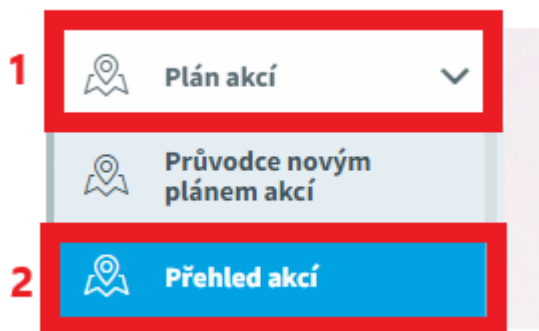 1 Plán akcí
Průvodce novým
plánem akcí
2 Přehled akcí